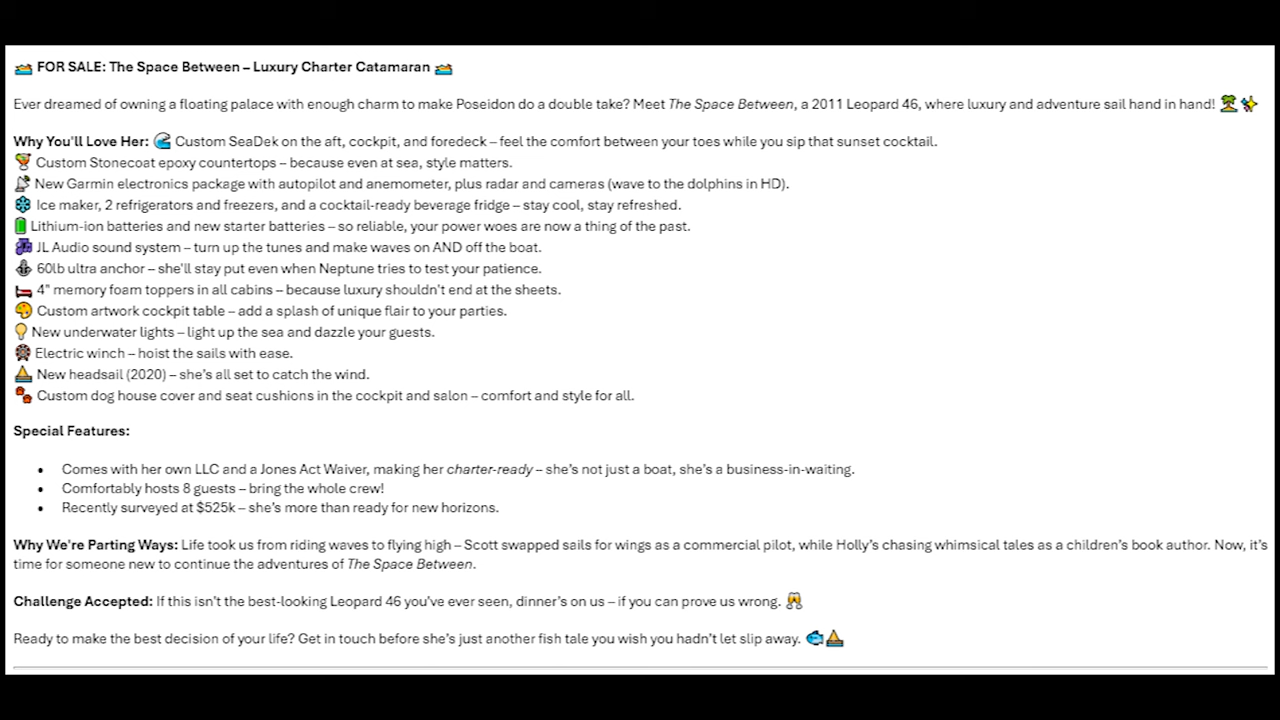 🚤 FOR SALE: The Space Between – Luxury Charter Catamaran 🚤
Ever dreamed of owning a floating palace with enough charm to make Poseidon do a double take? Meet The Space Between, a 2011 Leopard 46, where luxury and adventure sail hand in hand! 🏝️✨
Why You'll Love Her: 🌊 Custom SeaDek on the aft, cockpit, and foredeck – feel the comfort between your toes while you sip that sunset cocktail.
🍹 Custom Stonecoat epoxy countertops – because even at sea, style matters.
📡 New Garmin electronics package with autopilot and anemometer, plus radar and cameras (wave to the dolphins in HD).
❄️ Ice maker, 2 refrigerators and freezers, and a cocktail-ready beverage fridge – stay cool, stay refreshed.
🔋 Lithium-ion batteries and new starter batteries – so reliable, your power woes are now a thing of the past.
🎶 JL Audio sound system – turn up the tunes and make waves on AND off the boat.
⚓ 60lb ultra anchor – she'll stay put even when Neptune tries to test your patience.
🛏️ 4" memory foam toppers in all cabins – because luxury shouldn't end at the sheets.
🎨 Custom artwork cockpit table – add a splash of unique flair to your parties.
💡 New underwater lights – light up the sea and dazzle your guests.
🎡 Electric winch – hoist the sails with ease.
⛵ New headsail (2020) – she's all set to catch the wind.
🐾 Custom dog house cover and seat cushions in the cockpit and salon – comfort and style for all.
Special Features:
• Comes with her own LLC and a Jones Act Waiver, making her charter-ready – she's not just a boat, she's a business-in-waiting.
• Comfortably hosts 8 guests – bring the whole crew!
• Recently surveyed at $525k – she's more than ready for new horizons.
Why We're Parting Ways: Life took us from riding waves to flying high – Scott swapped sails for wings as a commercial pilot, while Holly's chasing whimsical tales as a children's book author. Now, it's
time for someone new to continue the adventures of The Space Between.
Challenge Accepted: If this isn't the best-looking Leopard 46 you've ever seen, dinner's on us – if you can prove us wrong. 🥂
Ready to make the best decision of your life? Get in touch before she's just another fish tale you wish you hadn't let slip away. 🐟⛵